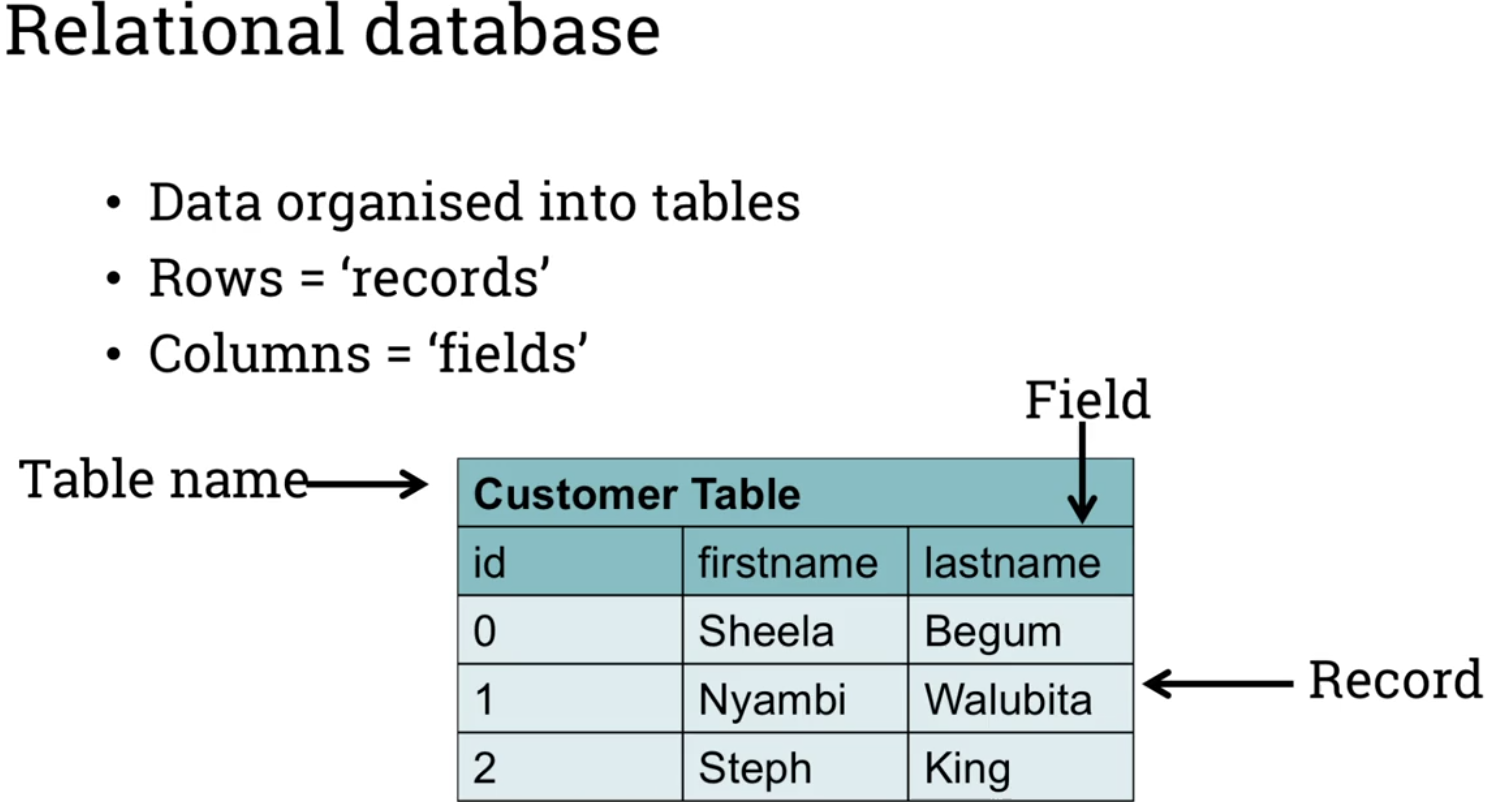 Relational database
• Data organised into tables
• Rows = ‘records’
• Columns = ‘fields’
Field
Table name
Customer Table
id firstname lastname
0 Sheela Begum
1 Nyambi Walubita
Record
2 Steph King